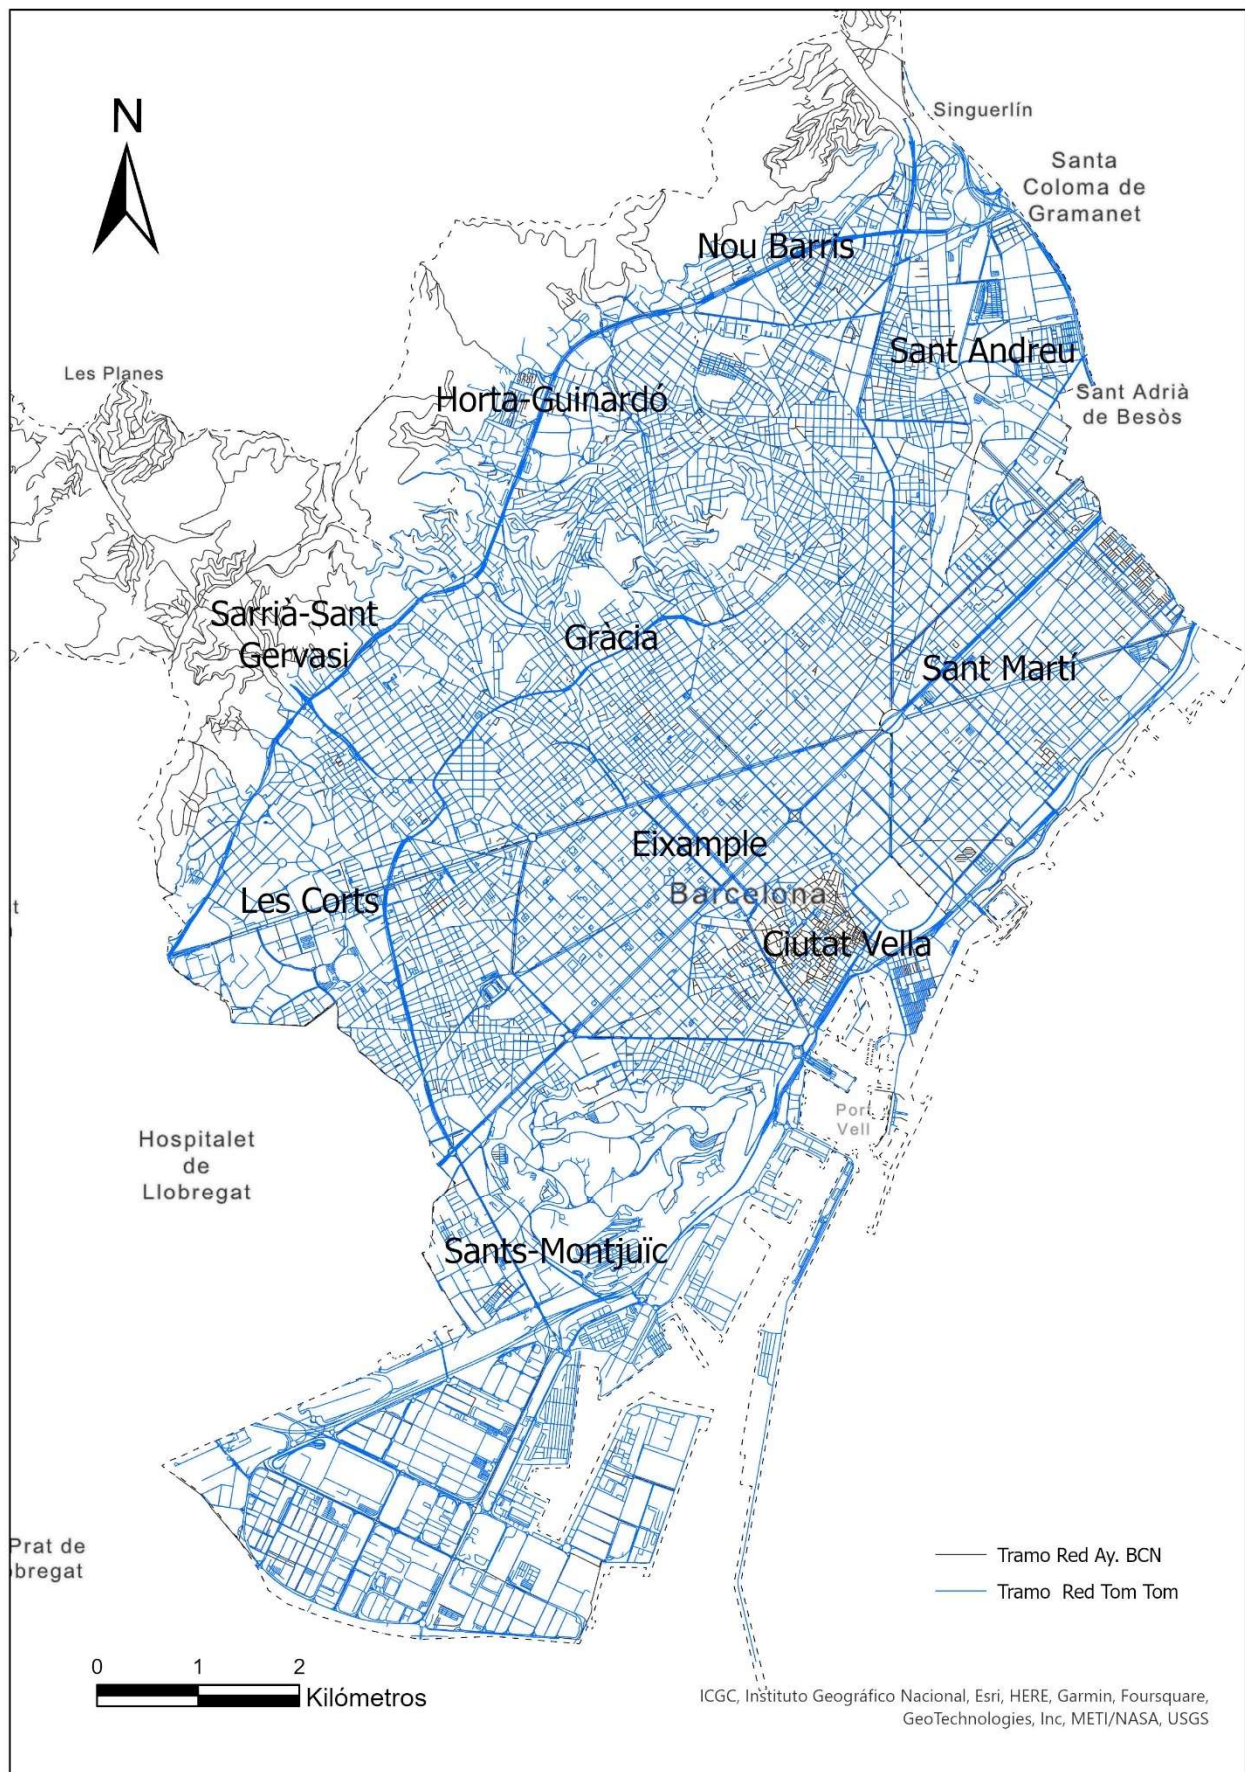 N
Singuerlín
Santa
Coloma de
Gramanet
Nou Barris
Sant Andreu
Les Planes
Horta-Guinardó
Sant Adrià
de Besòs
Sarrià-Sant
Gervasi
Gràcia
Sant Martí
Eixample
Barcelona
Les Corts
t
Ciutat Vella
Port
Vell
Hospitalet
de
Llobregat
Sants-Montjuïc
Prat de
obregat
Tramo Red Ay. BCN
Tramo Red Tom Tom
0 1 2
Kilómetros
ICGC, Instituto Geográfico Nacional, Esri, HERE, Garmin, Foursquare,
GeoTechnologies, Inc, METI/NASA, USGS